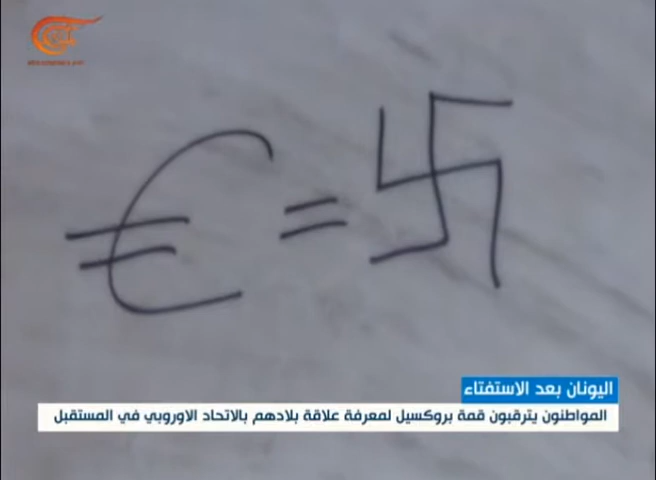 € = 卐
اليونان بعد الاستفتاء
المواطنون يترقبون قمة بروكسيل لمعرفة علاقة بلادهم بالاتحاد الاوروبي في المستقبل